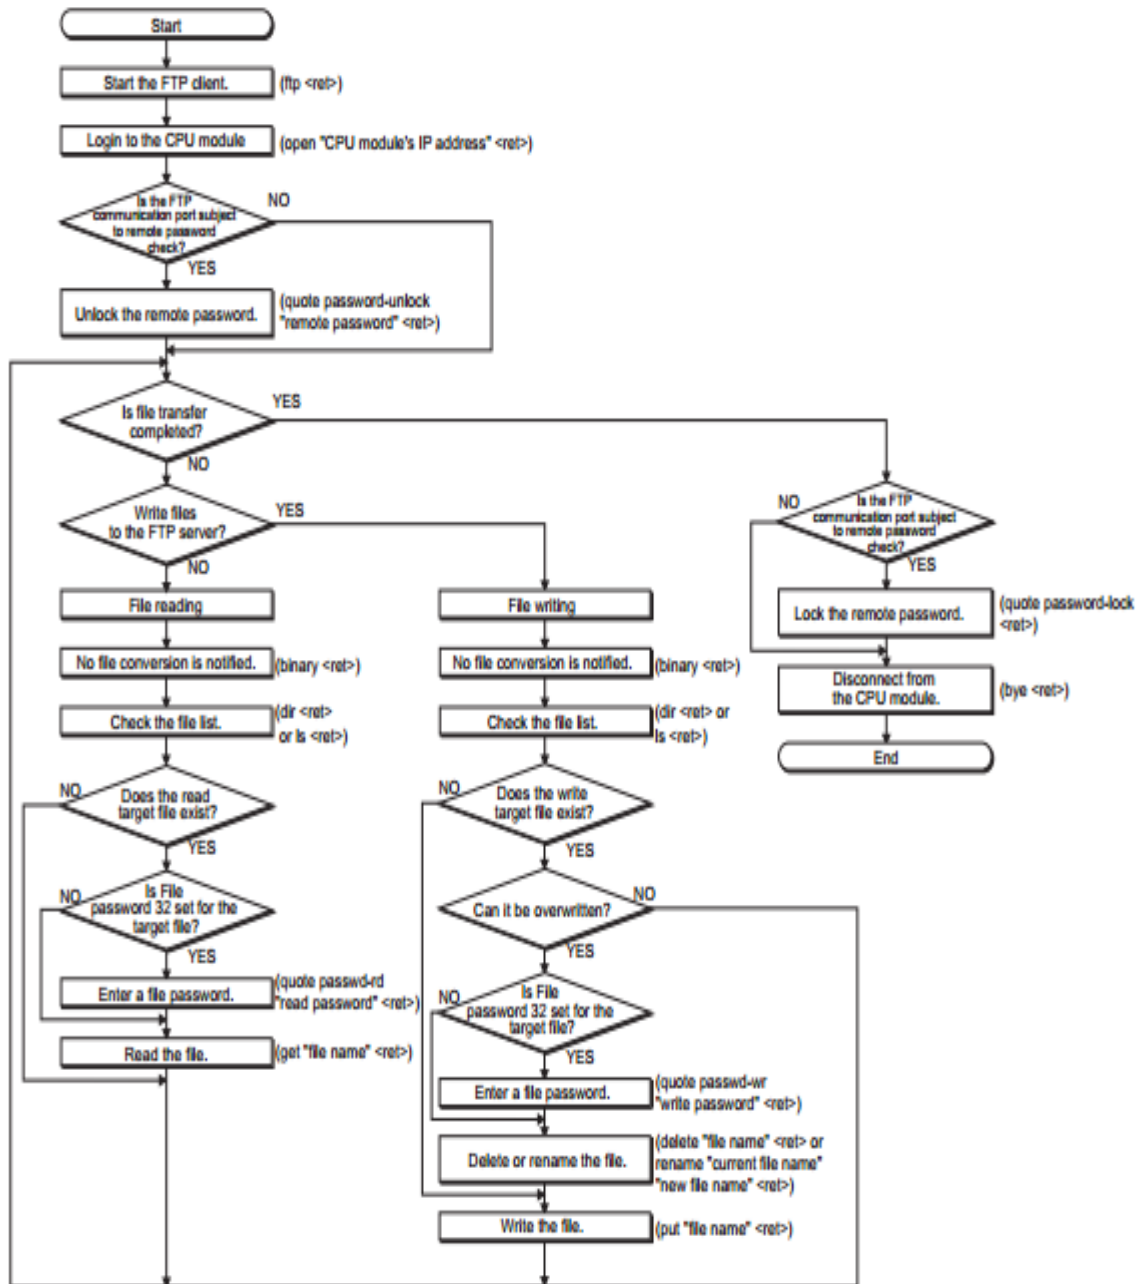 Start
Start the FTP client.
(ftp <ret>)
Login to the CPU module
(open "CPU module's IP address" <ret>)
Is the FTP
communication port subject
to remote password
check?
NO
YES
Unlock the remote password.
(quote password-unlock
"remote password" <ret>)
Is file transfer
completed?
YES
NO
Write files
to the FTP server?
YES
NO
NO
Is the FTP
communication port subject
to remote password
check?
YES
File reading
File writing
Lock the remote password.
(quote password-lock
<ret>)
No file conversion is notified.
(binary <ret>)
No file conversion is notified.
(binary <ret>)
Disconnect from
the CPU module.
(bye <ret>)
Check the file list.
(dir <ret>
or ls <ret>)
Check the file list.
(dir <ret> or
ls <ret>)
End
NO
Does the read
target file exist?
YES
NO
Does the write
target file exist?
YES
NO
Is File
password 32 set for the
target file?
YES
Can it be overwritten?
NO
YES
Enter a file password.
(quote passwd-rd
"read password" <ret>)
NO
Is File
password 32 set for the
target file?
YES
Read the file.
(get "file name" <ret>)
Enter a file password.
(quote passwd-wr
"write password" <ret>)
Delete or rename the file.
(delete "file name" <ret> or
rename "current file name"
"new file name" <ret>)
Write the file.
(put "file name" <ret>)